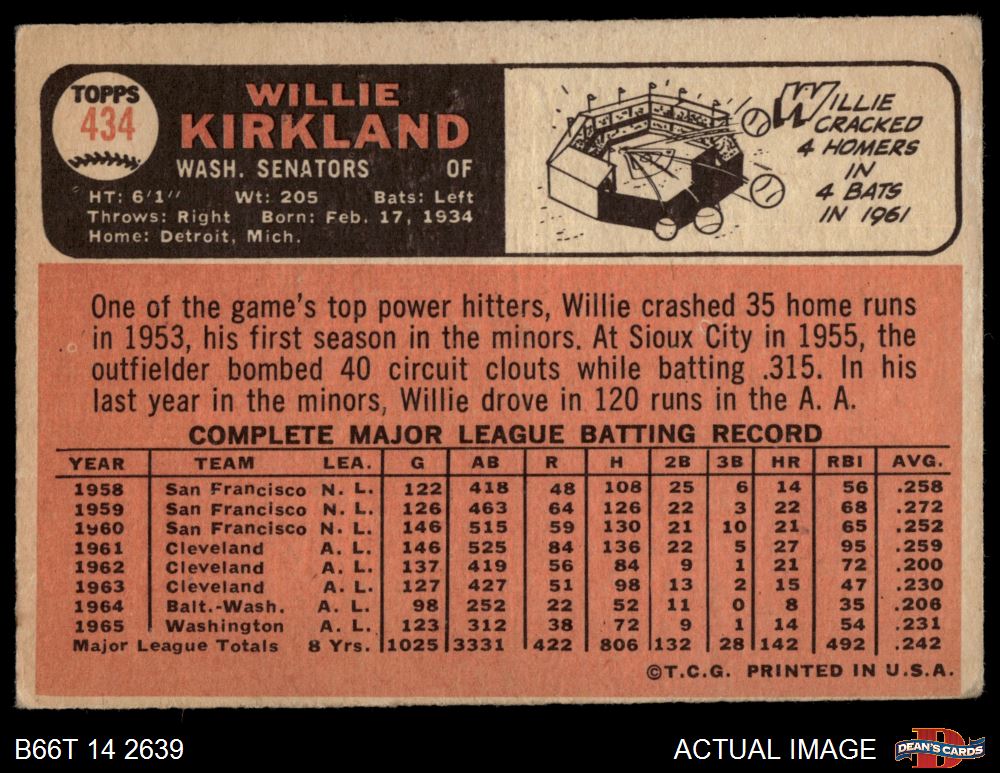 TOPPS
434
WILLIE
KIRKLAND
WASH. SENATORS OF
HT: 6'1" Wt: 205 Bats: Left
Throws: Right Born: Feb. 17, 1934
Home: Detroit, Mich.
WILLIE
CRACKED
4 HOMERS
IN
4 BATS
IN 1961
One of the game's top power hitters, Willie crashed 35 home runs
in 1953, his first season in the minors. At Sioux City in 1955, the
outfielder bombed 40 circuit clouts while batting .315. In his
last year in the minors, Willie drove in 120 runs in the A. A.
COMPLETE MAJOR LEAGUE BATTING RECORD
YEAR TEAM LEA. G AB R H 2B 3B HR RBI AVG.
1958 San Francisco N. L. 122 418 48 108 25 6 14 56 .258
1959 San Francisco N. L. 126 463 64 126 22 3 22 68 .272
1960 San Francisco N. L. 146 515 59 130 21 10 21 65 .252
1961 Cleveland A. L. 146 525 84 136 22 5 27 95 .259
1962 Cleveland A. L. 137 419 56 84 9 1 21 72 .200
1963 Cleveland A. L. 127 427 51 98 13 2 15 47 .230
1964 Balt.-Wash. A. L. 98 252 22 52 11 0 8 35 .206
1965 Washington A. L. 123 312 38 72 9 1 14 54 .231
Major League Totals 8 Yrs. 1025 3331 422 806 132 28 142 492 .242
©T.C.G. PRINTED IN U.S.A.
B66T 14 2639 ACTUAL IMAGE DEAN'S CARDS